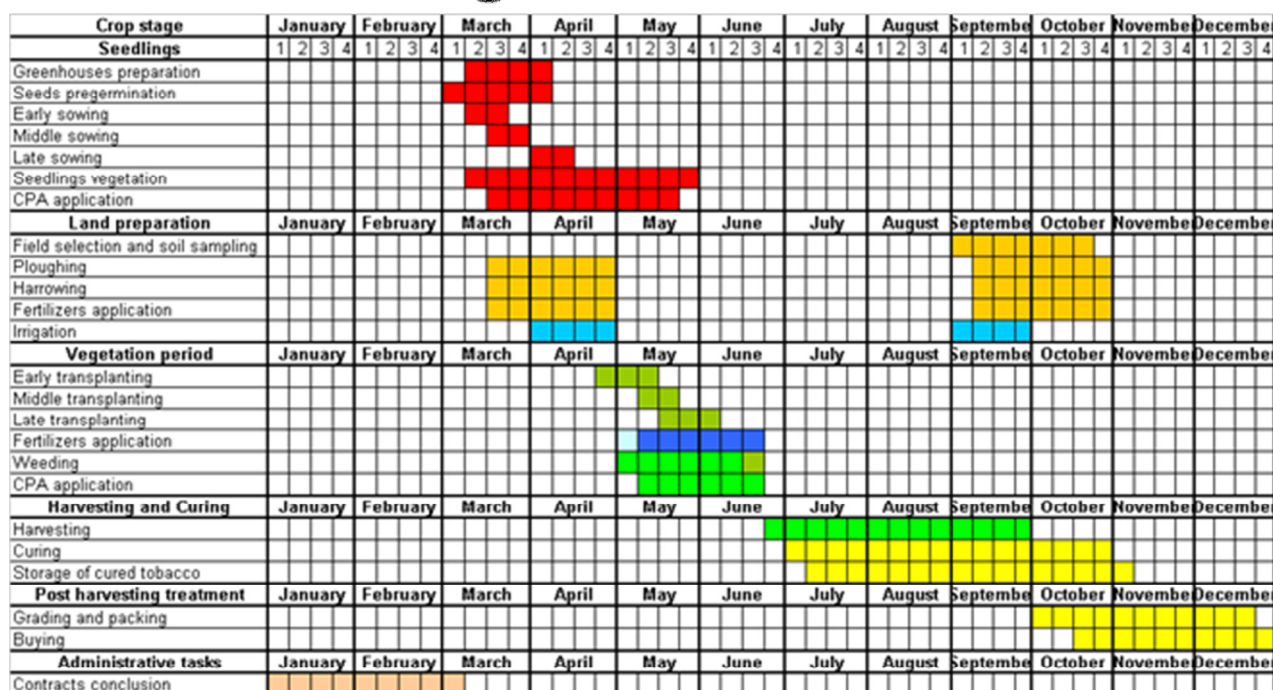 Crop stage January February March April May June July August Septembe October Novembe December
Seedlings 1 2 3 4 1 2 3 4 1 2 3 4 1 2 3 4 1 2 3 4 1 2 3 4 1 2 3 4 1 2 3 4 1 2 3 4 1 2 3 4 1 2 3 4 1 2 3 4
Greenhouses preparation
Seeds pregermination
Early sowing
Middle sowing
Late sowing
Seedlings vegetation
CPA application
Land preparation January February March April May June July August Septembe October Novembe December
Field selection and soil sampling
Ploughing
Harrowing
Fertilizers application
Irrigation
Vegetation period January February March April May June July August Septembe October Novembe December
Early transplanting
Middle transplanting
Late transplanting
Fertilizers application
Weeding
CPA application
Harvesting and Curing January February March April May June July August Septembe October Novembe December
Harvesting
Curing
Storage of cured tobacco
Post harvesting treatment January February March April May June July August Septembe October Novembe December
Grading and packing
Buying
Administrative tasks January February March April May June July August Septembe October Novembe December
Contracts conclusion